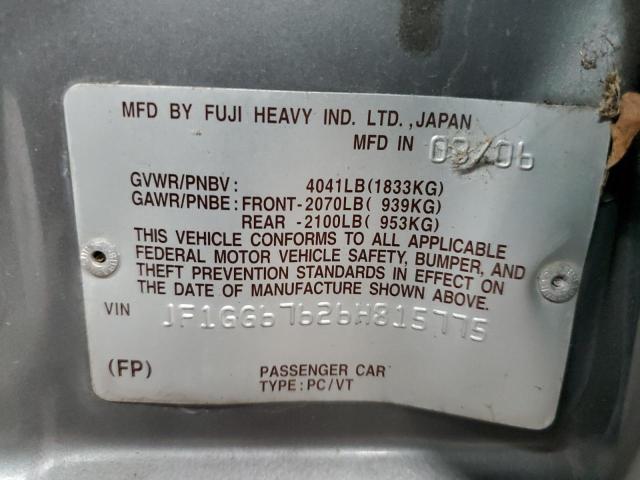 MFD BY FUJI HEAVY IND. LTD., JAPAN
MFD IN 03/06
GVWR/PNBV: 4041LB(1833KG)
GAWR/PNBE: FRONT-2070LB( 939KG)
REAR -2100LB( 953KG)
THIS VEHICLE CONFORMS TO ALL APPLICABLE
FEDERAL MOTOR VEHICLE SAFETY, BUMPER, AND
THEFT PREVENTION STANDARDS IN EFFECT ON
THE DATE OF MANUFACTURE SHOWN ABOVE.
VIN JF1GG67626H815775
(FP) PASSENGER CAR
TYPE: PC/VT